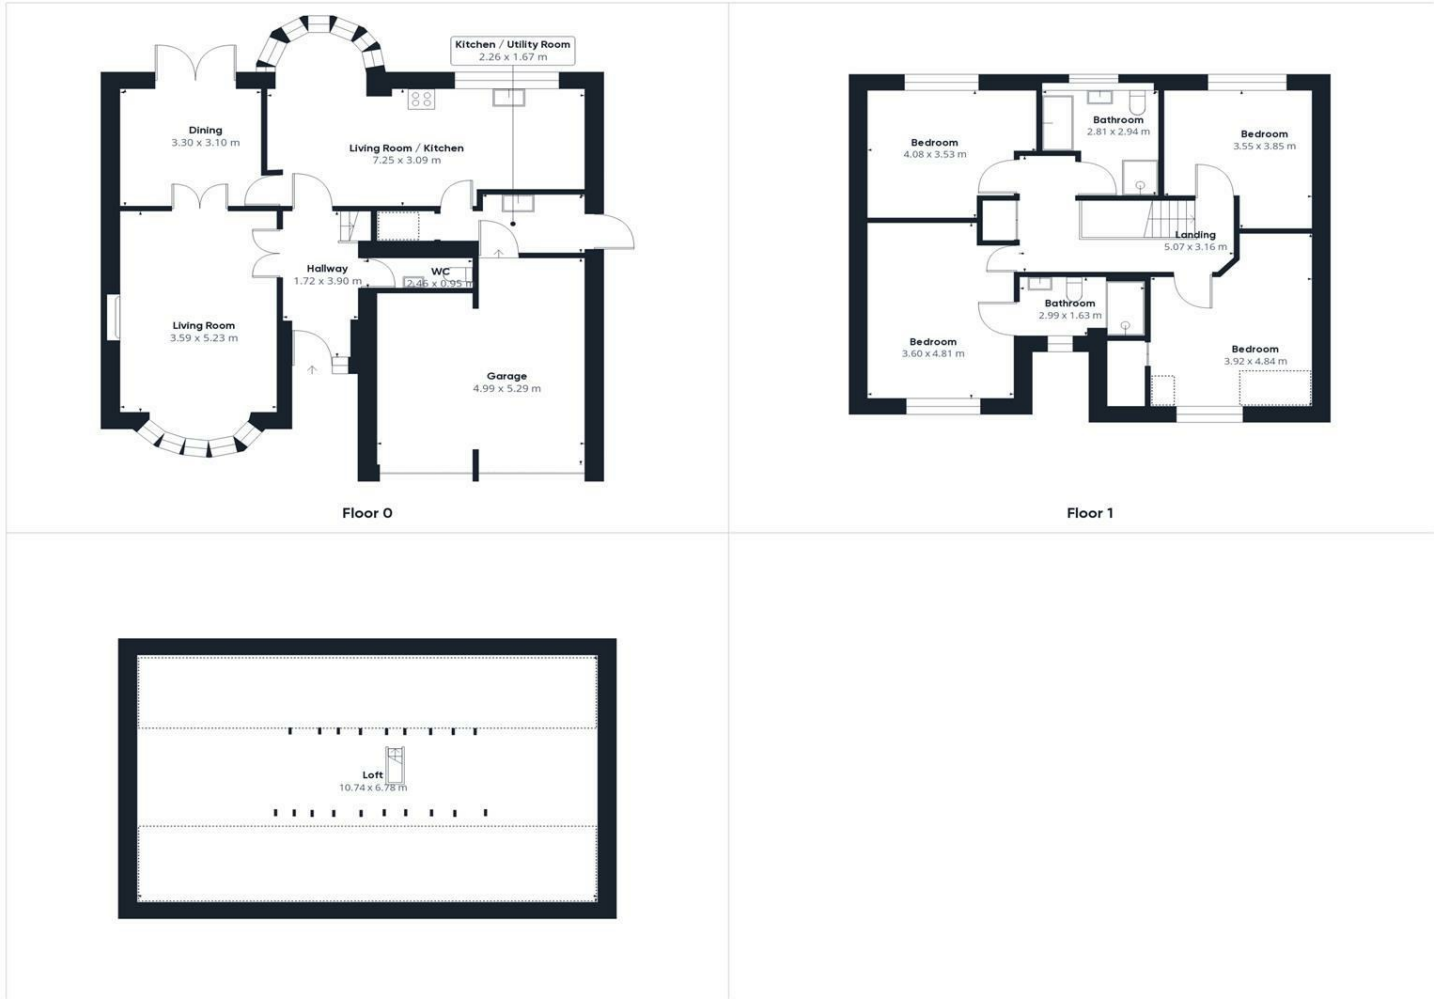 Kitchen / Utility Room
2.26 x 1.67 m
Dining
3.30 x 3.10 m
Living Room / Kitchen
7.25 x 3.09 m
Hallway
1.72 x 3.90 m
WC
2.46 x 0.95 m
Living Room
3.59 x 5.23 m
Garage
4.99 x 5.29 m
Floor 0
Bedroom
4.08 x 3.53 m
Bathroom
2.81 x 2.94 m
Bedroom
3.55 x 3.85 m
Landing
5.07 x 3.16 m
Bathroom
2.99 x 1.63 m
Bedroom
3.60 x 4.81 m
Bedroom
3.92 x 4.84 m
Floor 1
Loft
10.74 x 6.78 m